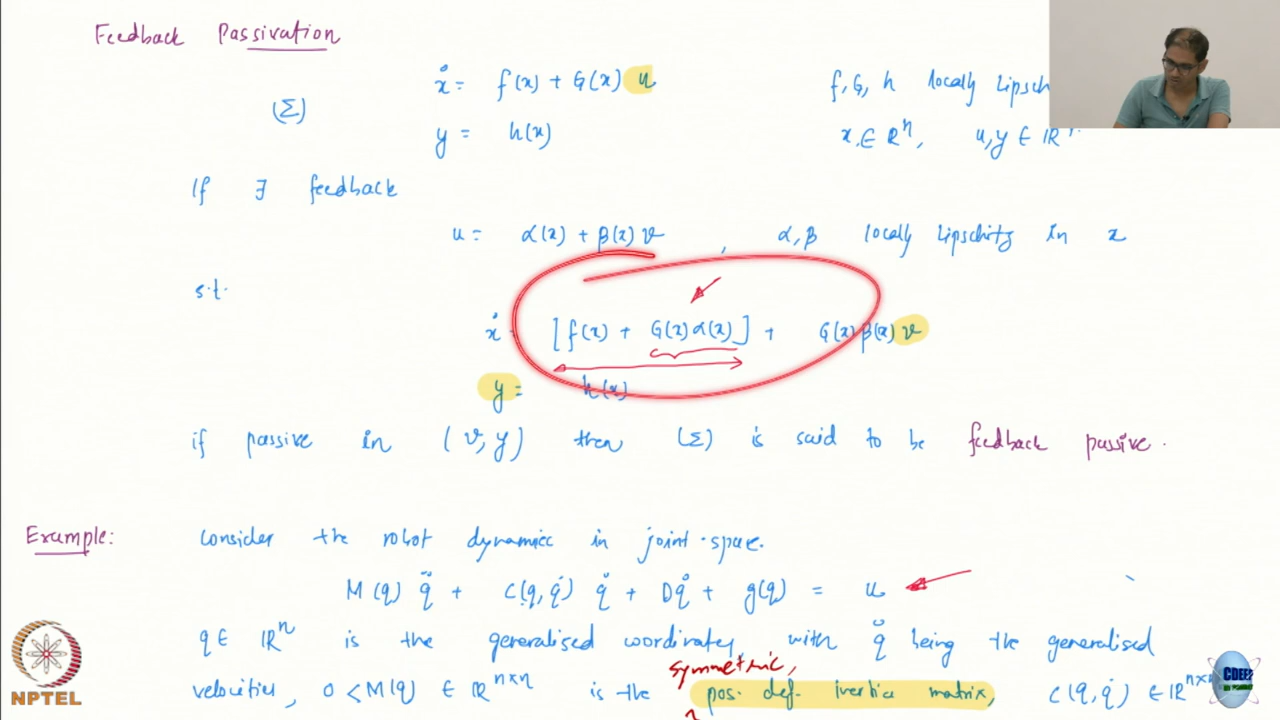 Feedback Passivation
ẋ = f(x) + G(x) u
f, G, h locally
(Σ)
y = h(x)
x ∈ ℝⁿ, u, y ∈
If ∃ feedback
u = α(x) + β(x) v , α, β locally Lipschitz in x
s.t.
ẋ = [f(x) + G(x) α(x)] + G(x) β(x) v
y = h(x)
if passive in (v, y) then (Σ) is said to be feedback passive.
Example: Consider the robot dynamics in joint-space.
M(q) q̈ + C(q, q̇) q̇ + D q̇ + g(q) = u
q ∈ ℝⁿ is the generalised coordinates, with q̇ being the generalised
symmetric,
velocities, 0 < M(q) ∈ ℝⁿˣⁿ is the pos. def. inertia matrix, C(q, q̇) ∈ ℝⁿˣⁿ
NPTEL
CDEEP